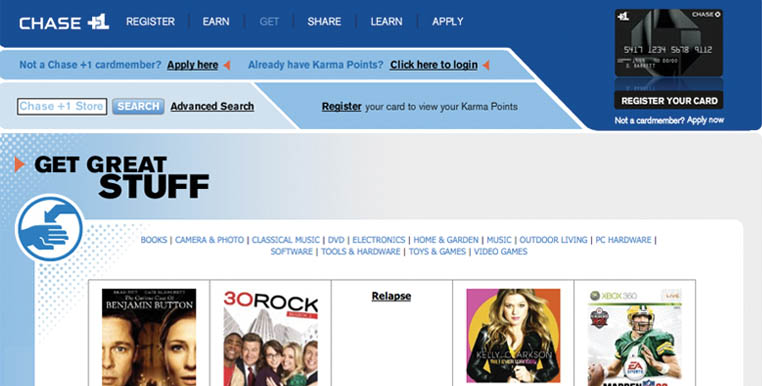 CHASE +1 REGISTER EARN GET SHARE LEARN APPLY
+1 CHASE
5417 1234 5678 9112
D. BARRETT
Not a Chase +1 cardmember? Apply here Already have Karma Points? Click here to login
REGISTER YOUR CARD
Chase +1 Store SEARCH Advanced Search Register your card to view your Karma Points
Not a cardmember? Apply now
GET GREAT
STUFF
BOOKS | CAMERA & PHOTO | CLASSICAL MUSIC | DVD | ELECTRONICS | HOME & GARDEN | MUSIC | OUTDOOR LIVING | PC HARDWARE |
SOFTWARE | TOOLS & HARDWARE | TOYS & GAMES | VIDEO GAMES
BRAD PITT CATE BLANCHETT
The Curious Case Of
BENJAMIN BUTTON
30 ROCK
Relapse
KELLY CLARKSON
XBOX 360 LIVE
EA
SPORTS